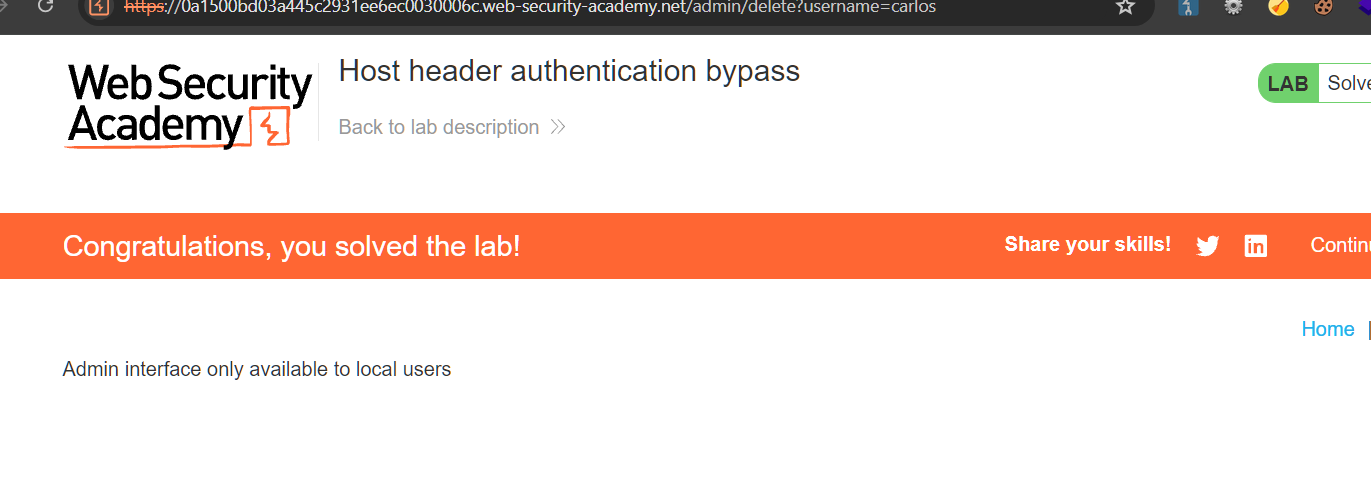 https://0a1500bd03a445c2931ee6ec0030006c.web-security-academy.net/admin/delete?username=carlos
Web Security
Academy
Host header authentication bypass
Back to lab description
LAB Solve
Congratulations, you solved the lab!
Share your skills! Contin
Home
Admin interface only available to local users